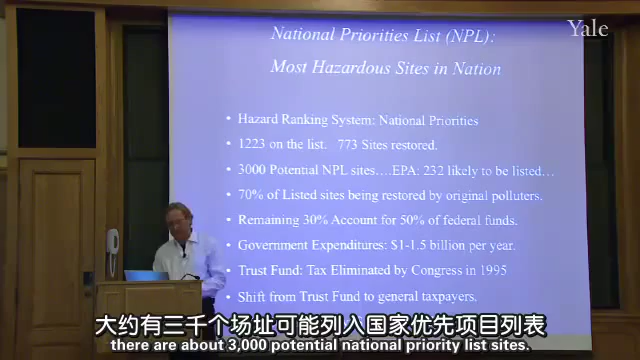 National Priorities List (NPL):
Yale
Most Hazardous Sites in Nation
• Hazard Ranking System: National Priorities
• 1223 on the list. 773 Sites restored.
• 3000 Potential NPL sites….EPA: 232 likely to be listed…
• 70% of Listed sites being restored by original polluters.
• Remaining 30% Account for 50% of federal funds.
• Government Expenditures: $1-1.5 billion per year.
• Trust Fund: Tax Eliminated by Congress in 1995
• Shift from Trust Fund to general taxpayers.
大约有三千个场址可能列入国家优先项目列表
there are about 3,000 potential national priority list sites.